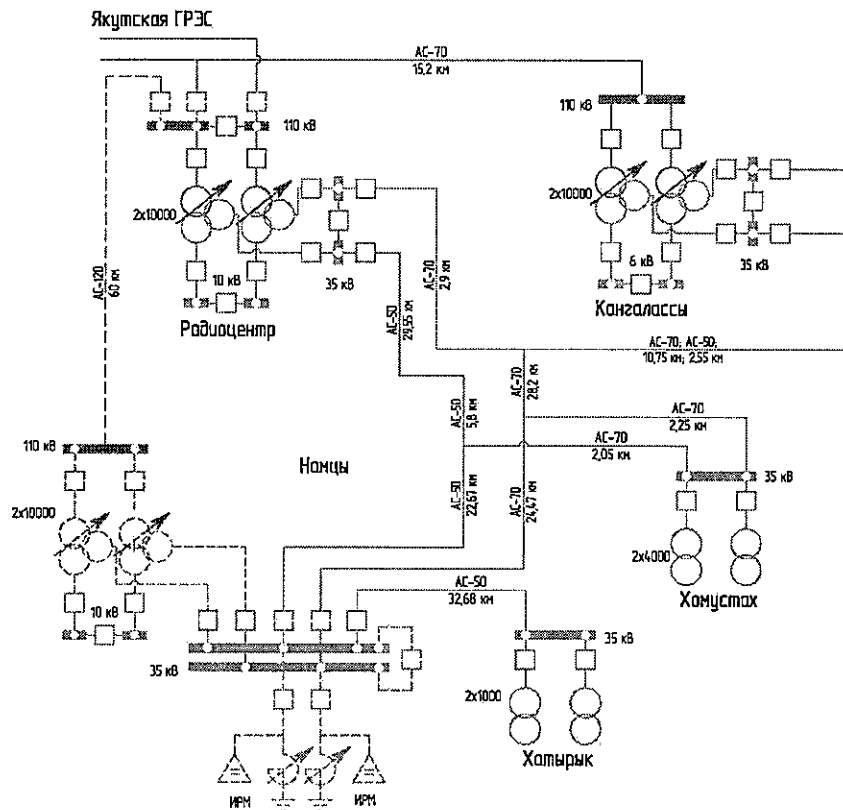 Якутская ГРЭС
АС-70
15,2 км
110 кВ
110 кВ
2х10000
2х10000
АС-120
60 км
10 кВ
35 кВ
АС-70
2,9 км
6 кВ
35 кВ
Радиоцентр
АС-50
29,55 км
Кангалассы
АС-70; АС-50;
10,75 км; 2,55 км
АС-70
28,2 км
АС-50
5,8 км
АС-70
2,25 км
110 кВ
Намцы
АС-70
2,05 км
35 кВ
АС-50
22,67 км
АС-70
24,47 км
2х10000
2х4000
10 кВ
АС-50
32,68 км
Хомустах
35 кВ
35 кВ
2х1000
Хатырык
ИРМ
ИРМ